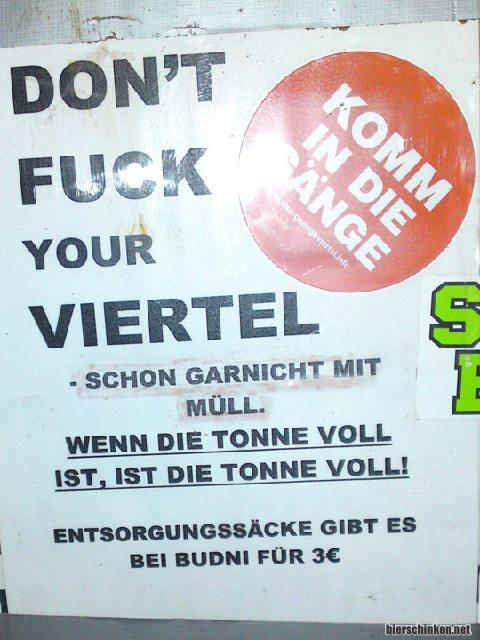 DON'T
FUCK
YOUR
VIERTEL
- SCHON GARNICHT MIT
MÜLL.
WENN DIE TONNE VOLL
IST, IST DIE TONNE VOLL!
ENTSORGUNGSSÄCKE GIBT ES
BEI BUDNI FÜR 3€
KOMM
IN DIE
GÄNGE
bierschinken.net